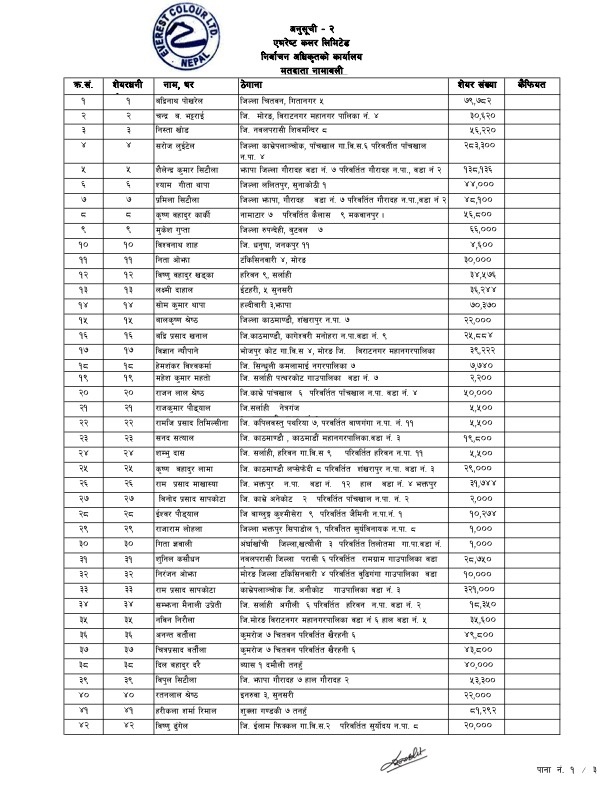 EVEREST COLOUR LTD.
NEPAL
अनुसूची - २
एभरेष्ट कलर लिमिटेड
निर्वाचन अधिकृतको कार्यालय
मतदाता नामाबली
क्र.सं. शेयरधनी नाम, थर ठेगाना शेयर संख्या कैफियत
१ १ बद्रिनाथ पोखरेल जिल्ला चितवन, गितानगर ५ ७९,७८२
२ २ चन्द्र व. भट्टराई जि. मोरङ, विराटनगर महानगर पालिका नं. ४ ३०,६२०
३ ३ निस्ता खाँड जि. नवलपरासी शिवमन्दिर ८ ५६,२२०
४ ४ सरोज लुईटेल जिल्ला काभ्रेपलाञ्चोक, पाँचखाल गा.वि.स.६ परिवर्तीत पाँचखाल न.पा. ४ २८३,३००
५ ५ शैलेन्द्र कुमार सिटौला झापा जिल्ला गौरादह वडा नं. ७ परिवर्तित गौरादह न.पा., वडा नं २ १३८,१३६
६ ६ श्याम गीता थापा जिल्ला ललितपुर, सुनाकोठी १ ४४,०००
७ ७ प्रमिला सिटौला जिल्ला झापा, गौरादह वडा नं. ७ परिवर्तित गौरादह न.पा.,वडा नं २ ४८,१००
८ ८ कृष्ण वहादुर कार्की नामाटार ७ परिवर्तित कैलास ९ मकवानपुर । ५६,८००
९ ९ मुकेश गुप्ता जिल्ला रुपन्देही, बुटवल ७ ६६,०००
१० १० विश्वनाथ शाह जि. धनुषा, जनकपुर ११ ४,६००
११ ११ निता ओझा टंकिसिनवारी ४, मोरङ ३०,०००
१२ १२ विष्णु वहादुर खड्का हरिवन ९, सर्लाही ३४,५७६
१३ १३ लक्ष्मी दाहाल ईटहरी, ५ सुनसरी ३६,२४४
१४ १४ सोम कुमार थापा हल्दीवारी ३,झापा ७०,३७०
१५ १५ बालकृष्ण श्रेष्ठ जिल्ला काठमाण्डौ, शंखरापुर न.पा. ७ २२,०००
१६ १६ बद्रि प्रसाद खनाल जि.काठमाण्डौ, कागेश्वरी मनोहरा न.पा.वडा नं. ९ २५,८८४
१७ १७ विज्ञान न्यौपाने भोजपुर कोट गा.वि.स ४, मोरङ जि. विराटनगर महानगरपालिका ३९,२२२
१८ १८ हेमशंकर विश्वकर्मा जि. सिन्धुली कमलामाई नगरपालिका ७ ७,७४०
१९ १९ महेश कुमार महतो जि. सर्लाही पत्थरकोट गाउपालिका वडा नं. ७ २,२००
२० २० राजन लाल श्रेष्ठ जि.काभ्रे पाँचखाल ६ परिवर्तित पाँचखाल न.पा. वडा नं. ४ ५०,०००
२१ २१ राजकुमार पौड्याल जि.सर्लाही नेत्रगंज ५,५००
२२ २२ रामजि प्रसाद तिमिल्सीना जि. कपिलवस्तु पथरिया ७, परवर्तित वाणगंगा न.पा. नं. ११ ५,५००
२३ २३ सनद सत्याल जि. काठमाण्डौ , काठमाडौं महानगरपालिका.वडा नं. ३ १९,८००
२४ २४ शम्भु दास जि. सर्लाही, हरिवन गा.वि.स ९ परिवर्तित हरिवन न.पा. ११ ५,५००
२५ २५ कृष्ण वहादुर लामा जि. काठमाण्डौ लप्सेफेदी ८ परिवर्तित शंखरापुर न.पा. वडा नं. ३ २९,०००
२६ २६ राम प्रसाद माखास्या जि. भक्तपुर न.पा. वडा नं. १२ हाल वडा नं. ४ भक्तपुर ३१,७४४
२७ २७ विनोद प्रसाद सापकोटा जि. काभ्रे अनेकोट २ परिवर्तित पाँचखाल न.पा. नं. २ २,०००
२८ २८ ईश्वर पौड्याल जि वाग्लुङ्ग कुश्मीसेरा ९ परिवर्तित जैमिनी न.पा.नं. १ १०,२७४
२९ २९ राजाराम लोहला जिल्ला भक्तपुर सिपाडोल १, परिवतित सुर्यविनायक न.पा. ८ १,०००
३० ३० गिता ज्ञवाली अर्घाखाँची जिल्ला,खत्यौली ३ परिवर्तित तिलोतमा गा.पा.वडा नं. १,०००
३१ ३१ शुनिल कसौधन नवलपरासी जिल्ला परासी ६ परिवर्तित रामग्राम गाउपालिका वडा २८,७५०
३२ ३२ निरंजन ओझा मोरङ जिल्ला टंकिसिनवारी ४ परिवर्तित वुढिगंगा गाउपालिका वडा १०,०००
३३ ३३ राम प्रसाद सापकोटा काभ्रेपलाञ्चोक जि. अनौकोट गाउपालिका वडा नं. ३ ३२१,०००
३४ ३४ सम्झना मैनाली उप्रेती जि. सर्लाही अगौली ६ परिवर्तित हरिवन न.पा. वडा नं. २ १८,३५०
३५ ३५ नविन निरौला जि.मोरङ विराटनगर महानगरपालिका वडा नं ६ हाल वडा नं. ५ ३५,६००
३६ ३६ अनन्त वर्तौला कुमरोज ७ चितवन परिवर्तित खैरहनी ६ ४९,८००
३७ ३७ चित्रप्रसाद वर्तौला कुमरोज ७ चितवन परिवर्तित खैरहनी ६ ४३,८००
३८ ३८ दिल बहादुर दरै ब्यास १ दमौली तनहुँ ४०,०००
३९ ३९ विपुल सिटौला जि. झापा गौरादह ७ हाल गौरादह २ ५३,३००
४० ४० रतनलाल श्रेष्ठ इनरुवा ३, सुनसरी २२,०००
४१ ४१ हरीकला शर्मा रिमाल शुक्ला गण्डकी ७ तनहुँ ८१,२९२
४२ ४२ विष्णु ढुंगेल जि. ईलाम फिक्कल गा.वि.स.२ परिवर्तित सुर्योदय न.पा. ८ २०,०००
पाना नं. १ / ३